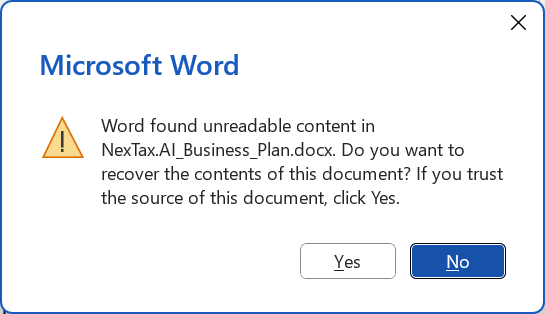 Microsoft Word
Word found unreadable content in
NexTax.AI_Business_Plan.docx. Do you want to
recover the contents of this document? If you trust
the source of this document, click Yes.
Yes
No